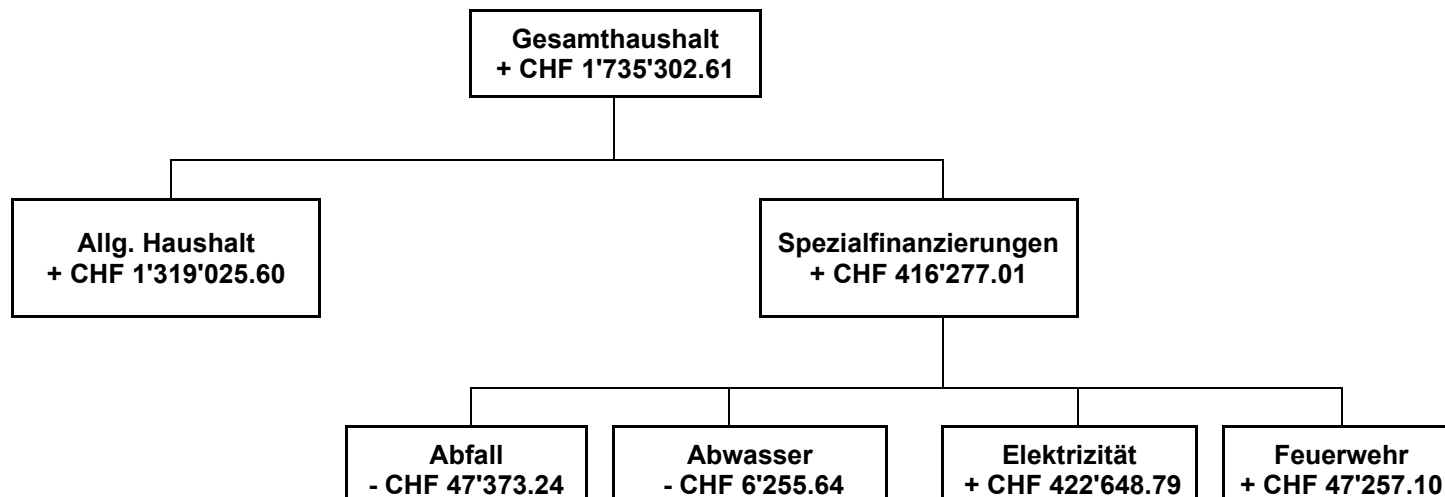 Gesamthaushalt
+ CHF 1'735'302.61
Allg. Haushalt
+ CHF 1'319'025.60
Spezialfinanzierungen
+ CHF 416'277.01
Abfall
- CHF 47'373.24
Abwasser
- CHF 6'255.64
Elektrizität
+ CHF 422'648.79
Feuerwehr
+ CHF 47'257.10